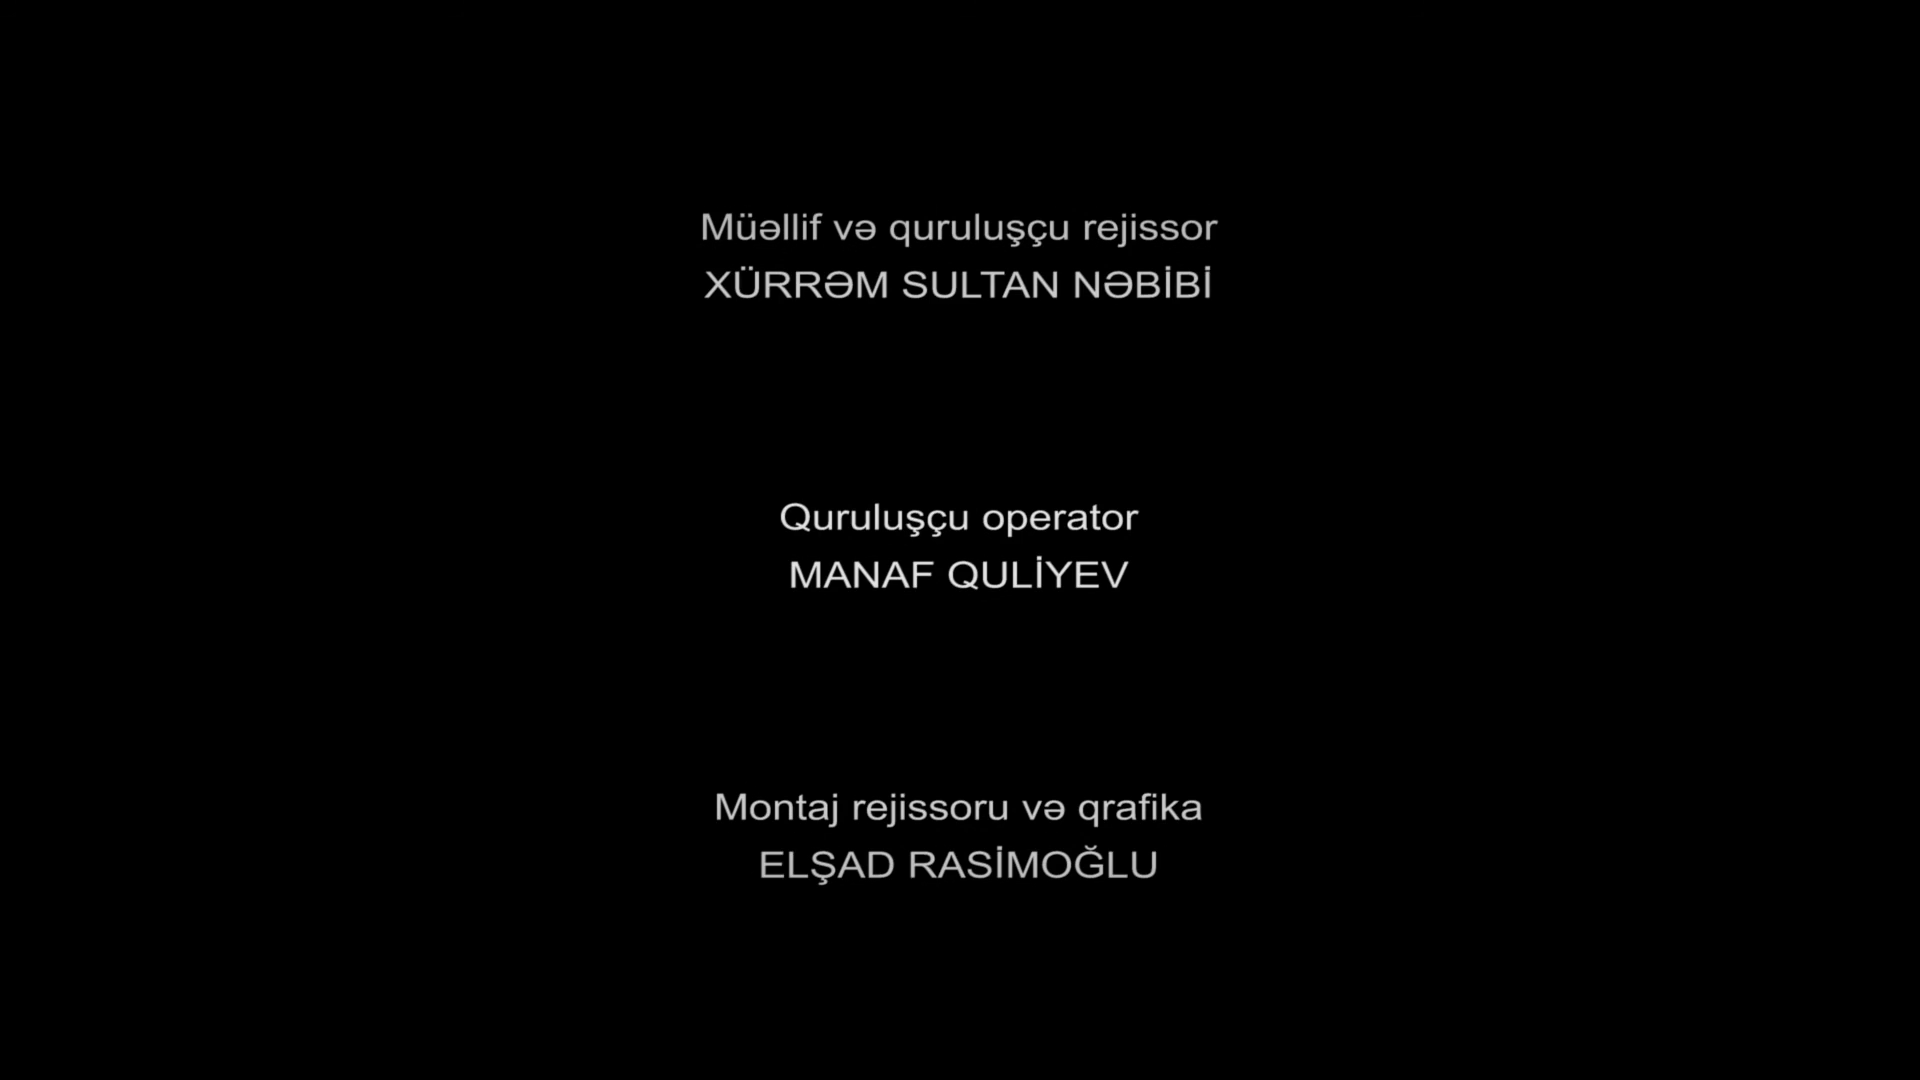 Müəllif və quruluşçu rejissor
XÜRRƏM SULTAN NƏBİBİ
Quruluşçu operator
MANAF QULİYEV
Montaj rejissoru və qrafika
ELŞAD RASİMOĞLU